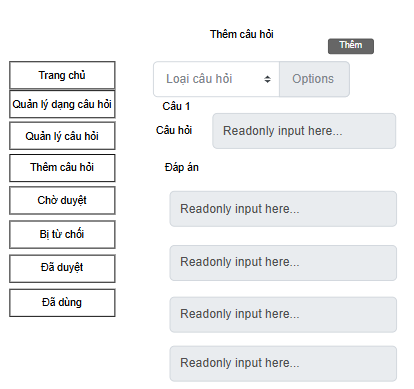 Thêm câu hỏi
Thêm
Trang chủ
Quản lý dạng câu hỏi
Quản lý câu hỏi
Thêm câu hỏi
Chờ duyệt
Bị từ chối
Đã duyệt
Đã dùng
Loại câu hỏi
Options
Câu 1
Câu hỏi
Readonly input here...
Đáp án
Readonly input here...
Readonly input here...
Readonly input here...
Readonly input here...